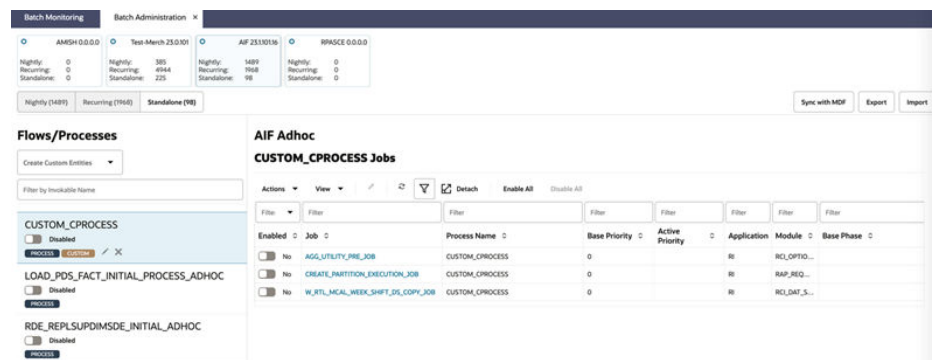 Batch Monitoring Batch Administration ×
AMISH 0.0.0.0 Test-Merch 23.0.101 AIF 23.1.101.16 RPASCE 0.0.0.0
Nightly: 0 Nightly: 385 Nightly: 1489 Nightly: 0
Recurring: 0 Recurring: 4944 Recurring: 1968 Recurring: 0
Standalone: 0 Standalone: 225 Standalone: 98 Standalone: 0
Nightly (1489) Recurring (1968) Standalone (98) Sync with MDF Export Import
Flows/Processes
Create Custom Entities
Filter by Invokable Name
CUSTOM_CPROCESS
Disabled
PROCESS CUSTOM
LOAD_PDS_FACT_INITIAL_PROCESS_ADHOC
Disabled
PROCESS
RDE_REPLSUPDIMSDE_INITIAL_ADHOC
Disabled
PROCESS
AIF Adhoc
CUSTOM_CPROCESS Jobs
Actions View Detach Enable All Disable All
Filter Filter Filter Filter Filter Filter Filter Filter
Enabled Job Process Name Base Priority Active Priority Application Module Base Phase
No AGG_UTILITY_PRE_JOB CUSTOM_CPROCESS 0 RI RCI_OPTIO...
No CREATE_PARTITION_EXECUTION_JOB CUSTOM_CPROCESS 0 RI RAP_REQ...
No W_RTL_MCAL_WEEK_SHIFT_DS_COPY_JOB CUSTOM_CPROCESS 0 RI RCI_DAT_S...